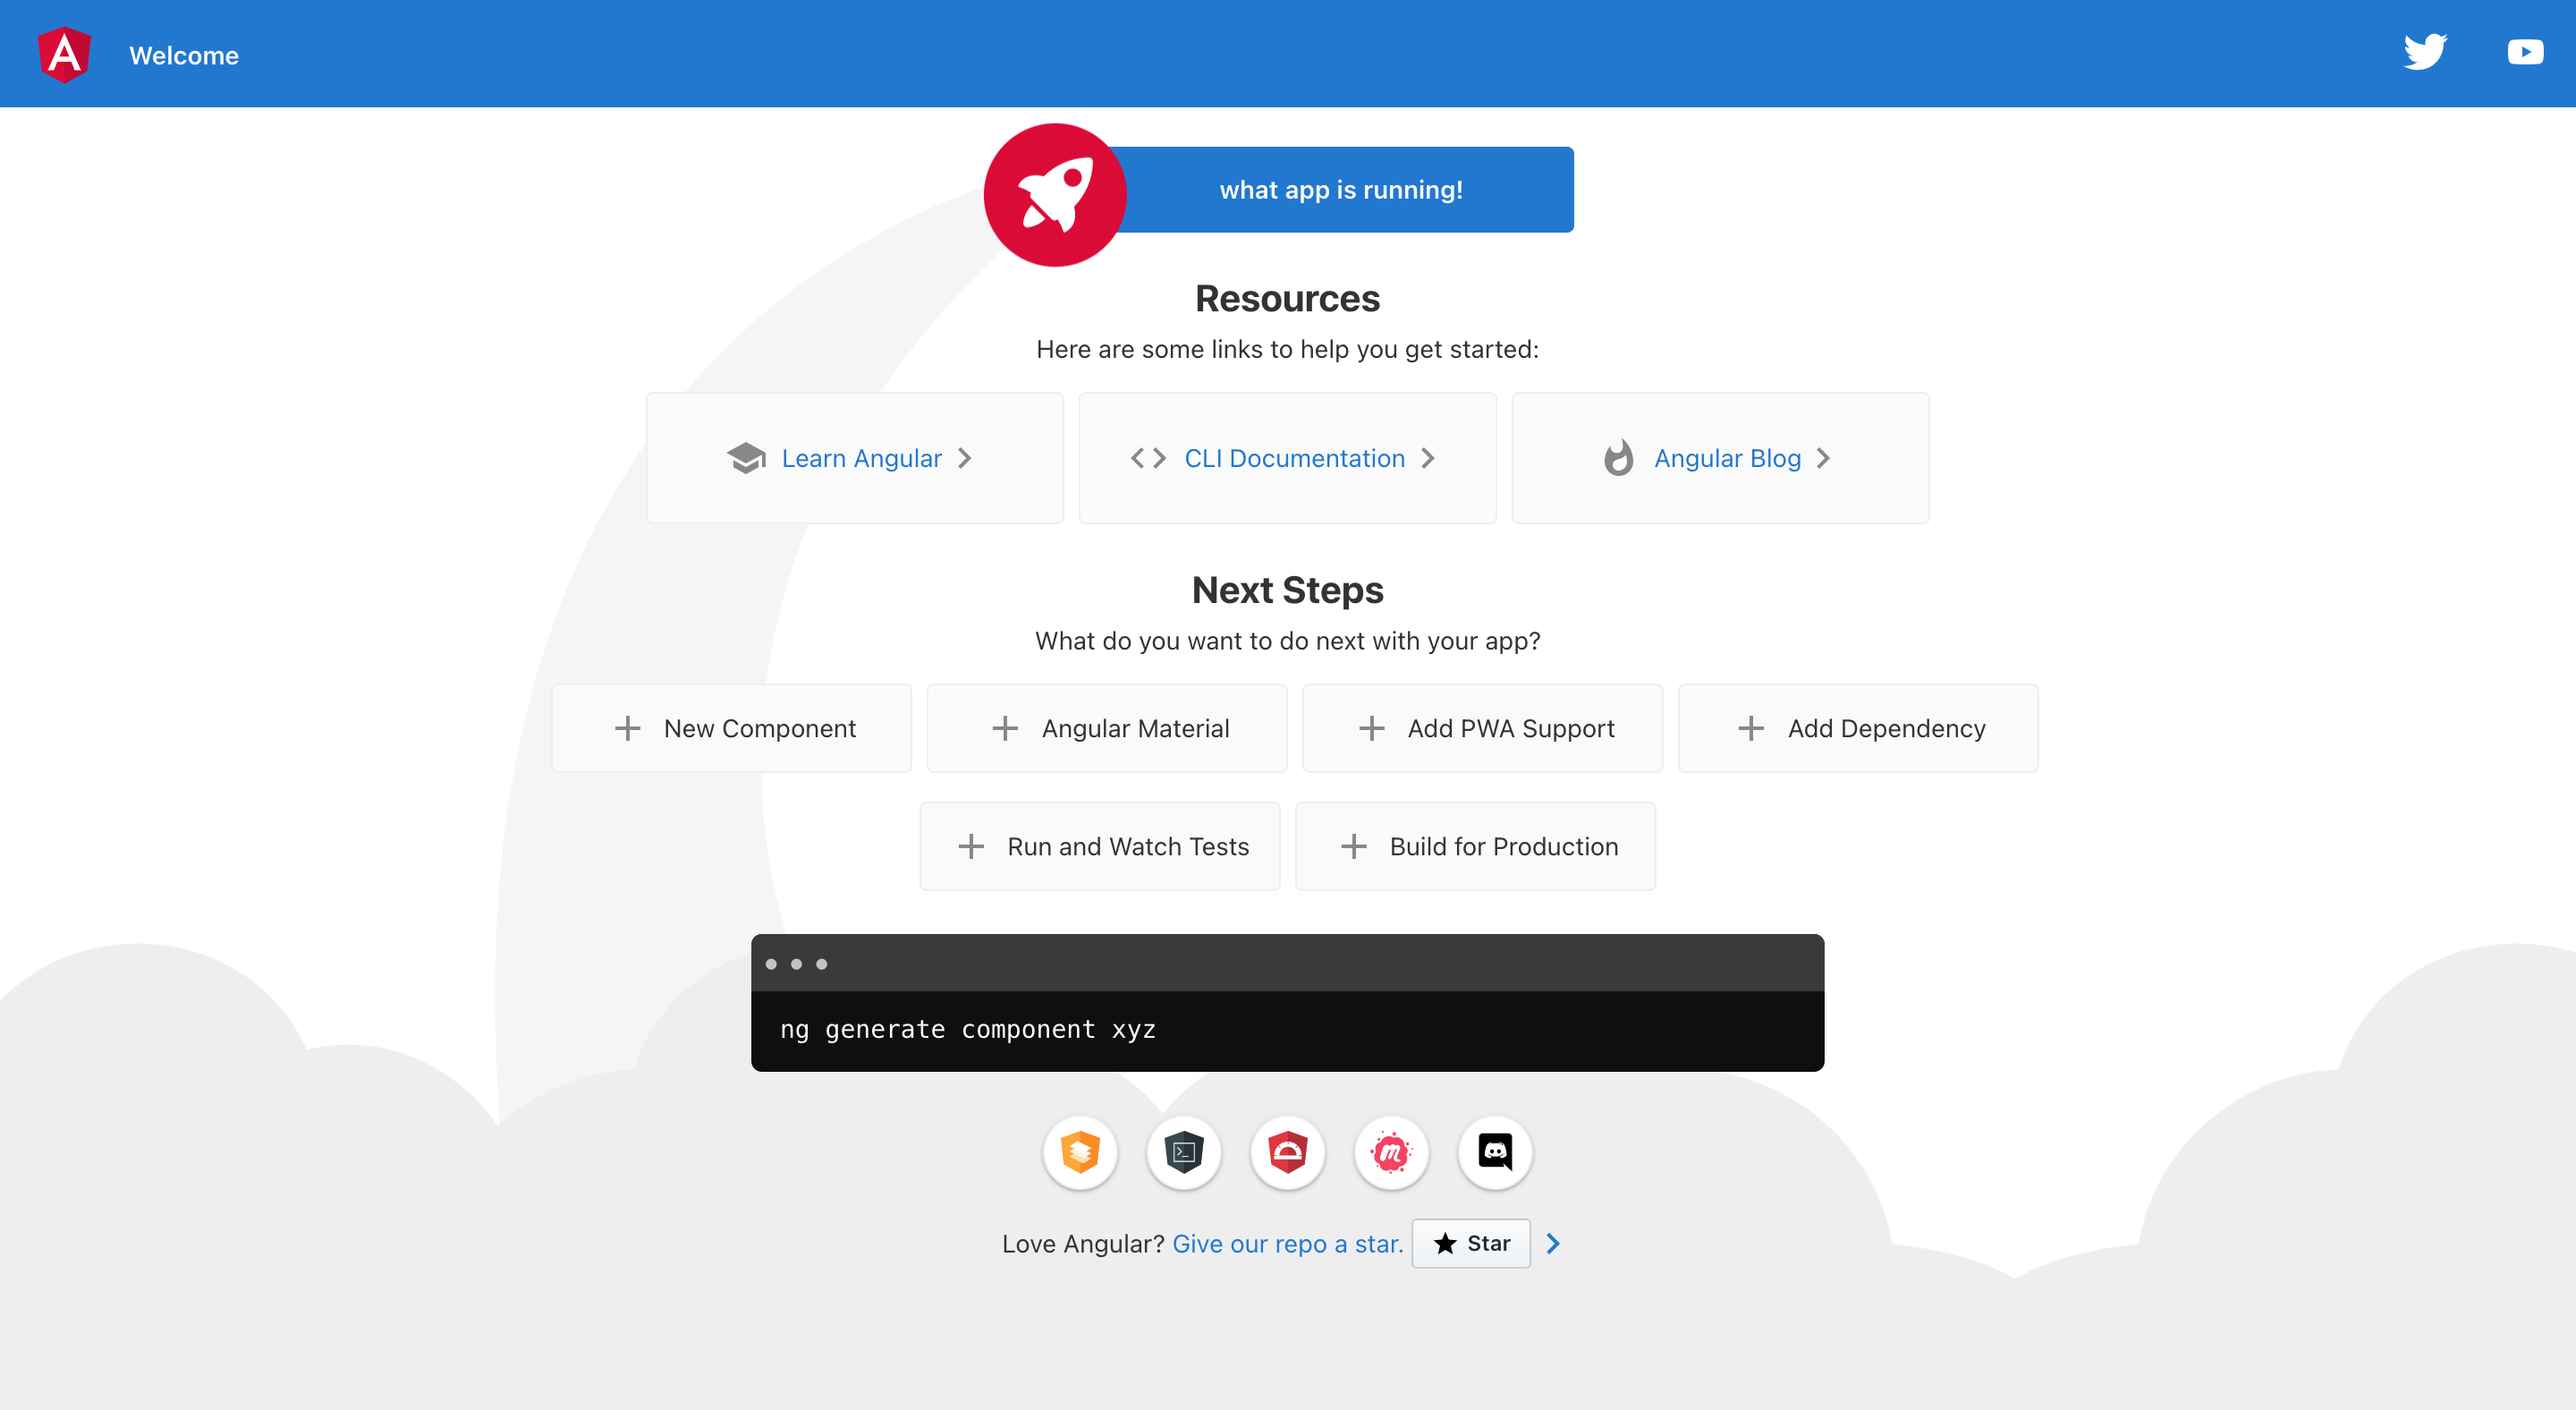 Welcome
what app is running!
Resources
Here are some links to help you get started:
Learn Angular
CLI Documentation
Angular Blog
Next Steps
What do you want to do next with your app?
New Component
Angular Material
Add PWA Support
Add Dependency
Run and Watch Tests
Build for Production
ng generate component xyz
Love Angular? Give our repo a star. Star